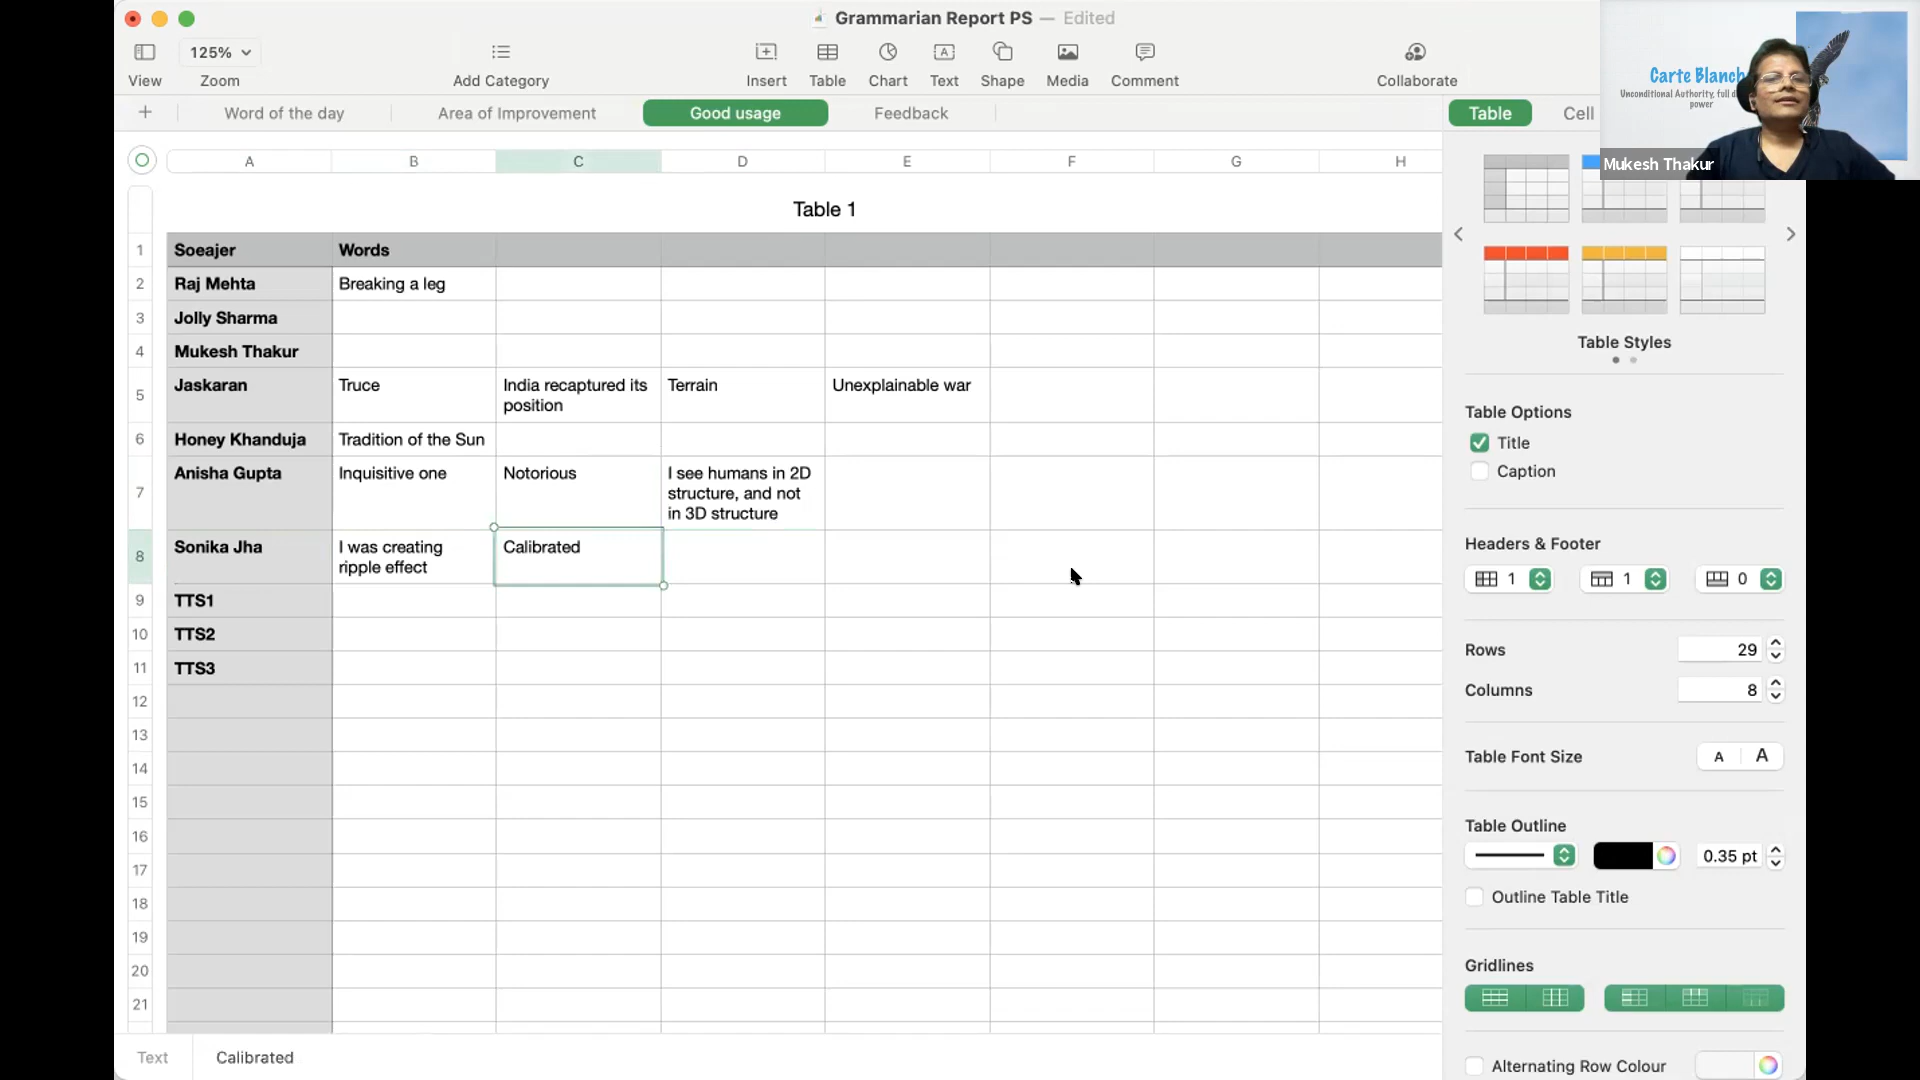 Grammarian Report PS — Edited
125%
View
Zoom
Add Category
Insert
Table
Chart
Text
Shape
Media
Comment
Collaborate
Carte Blanch
Unconditional Authority, full d
power
Mukesh Thakur
Word of the day
Area of Improvement
Good usage
Feedback
Table
Cell
A B C D E F G H
Table 1
1 Soeajer Words
2 Raj Mehta Breaking a leg
3 Jolly Sharma
4 Mukesh Thakur
5 Jaskaran Truce India recaptured its Terrain Unexplainable war
position
6 Honey Khanduja Tradition of the Sun
7 Anisha Gupta Inquisitive one Notorious I see humans in 2D
structure, and not
in 3D structure
8 Sonika Jha I was creating Calibrated
ripple effect
9 TTS1
10 TTS2
11 TTS3
12
13
14
15
16
17
18
19
20
21
Text Calibrated
Table Styles
Table Options
Title
Caption
Headers & Footer
1 1 0
Rows 29
Columns 8
Table Font Size A A
Table Outline
0.35 pt
Outline Table Title
Gridlines
Alternating Row Colour